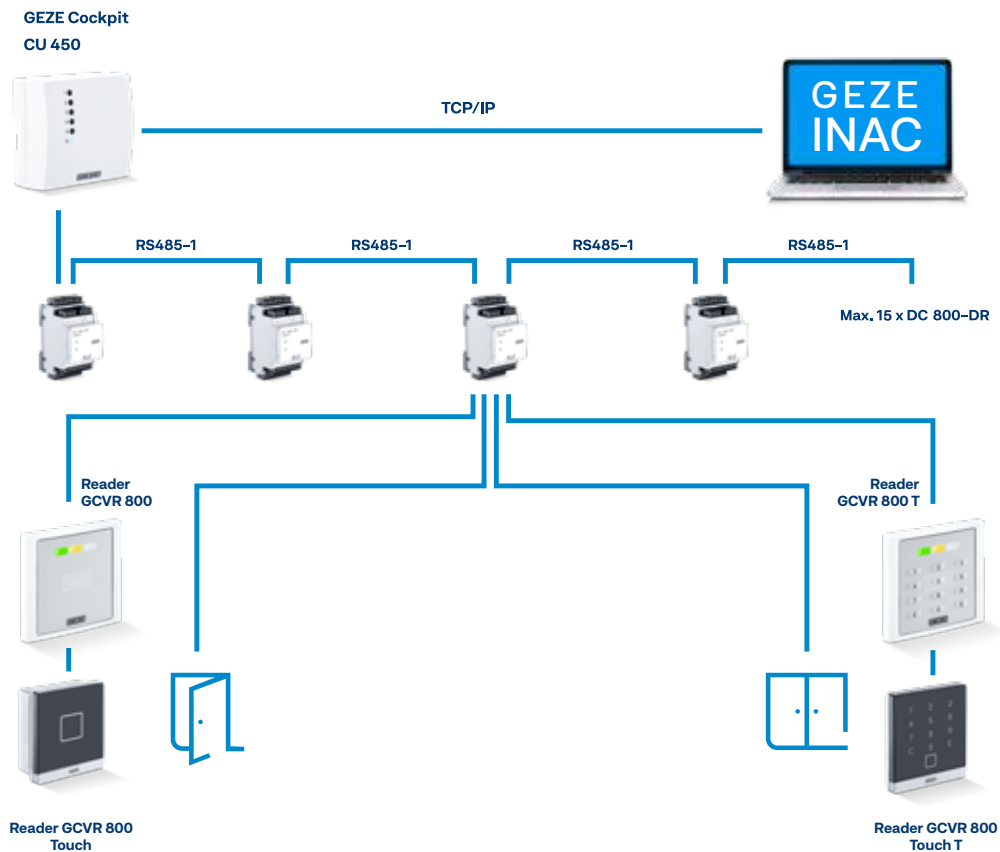 GEZE Cockpit
CU 450
TCP/IP
GEZE
INAC
RS485-1
RS485-1
RS485-1
RS485-1
Max. 15 x DC 800-DR
Reader
GCVR 800
Reader
GCVR 800 T
Reader GCVR 800
Touch
Reader GCVR 800
Touch T